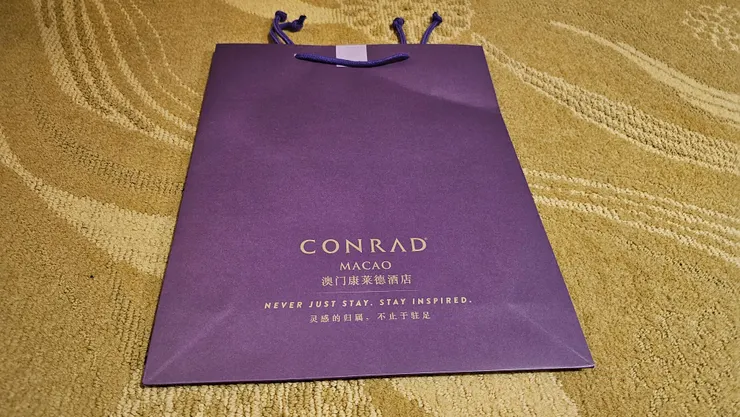 CONRAD®
MACAO
澳门康莱德酒店
NEVER JUST STAY. STAY INSPIRED.
灵感的归属，不止于驻足